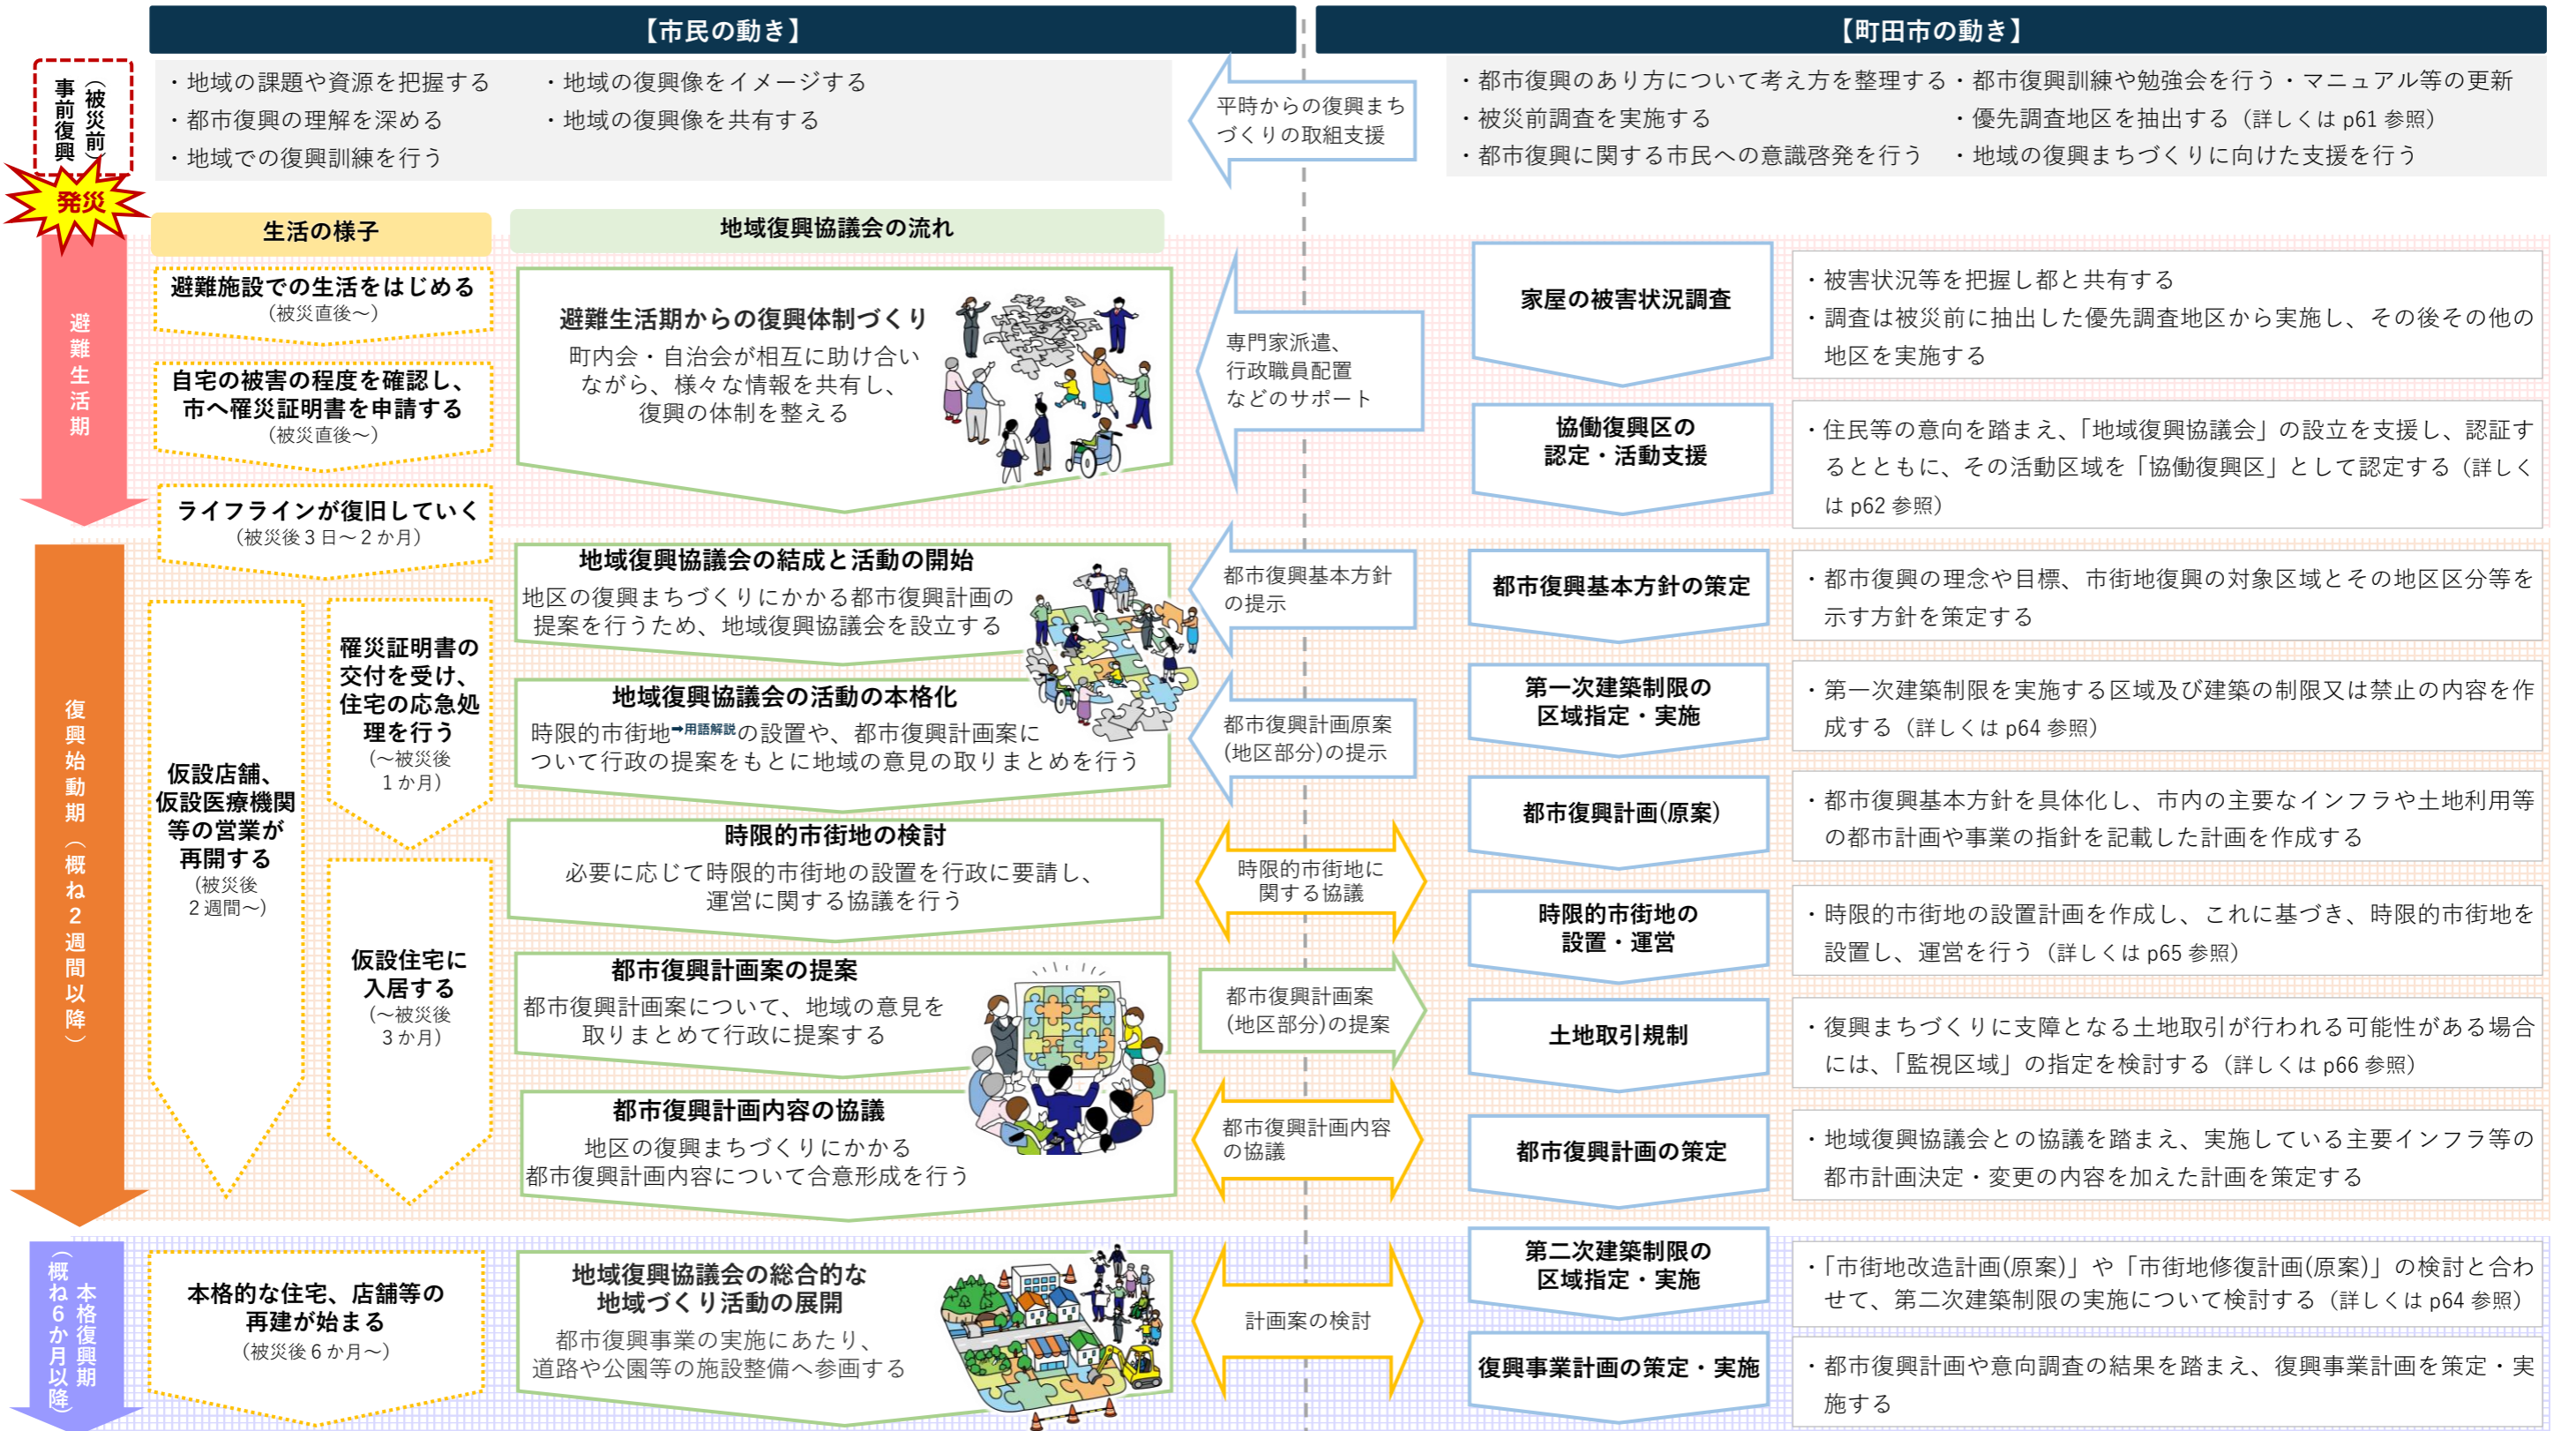 【市民の動き】
【町田市の動き】
（被災前）
事前復興
・地域の課題や資源を把握する
・都市復興の理解を深める
・地域での復興訓練を行う
・地域の復興像をイメージする
・地域の復興像を共有する
平時からの復興まち
づくりの取組支援
・都市復興のあり方について考え方を整理する
・被災前調査を実施する
・都市復興に関する市民への意識啓発を行う
・都市復興訓練や勉強会を行う・マニュアル等の更新
・優先調査地区を抽出する（詳しくは p61 参照）
・地域の復興まちづくりに向けた支援を行う
発災
生活の様子
地域復興協議会の流れ
避難生活期
避難施設での生活をはじめる
（被災直後～）
自宅の被害の程度を確認し、
市へ罹災証明書を申請する
（被災直後～）
ライフラインが復旧していく
（被災後３日～２か月）
避難生活期からの復興体制づくり
町内会・自治会が相互に助け合い
ながら、様々な情報を共有し、
復興の体制を整える
専門家派遣、
行政職員配置
などのサポート
家屋の被害状況調査
・被害状況等を把握し都と共有する
・調査は被災前に抽出した優先調査地区から実施し、その後その他の
地区を実施する
協働復興区の
認定・活動支援
・住民等の意向を踏まえ、「地域復興協議会」の設立を支援し、認証す
るとともに、その活動区域を「協働復興区」として認定する（詳しく
は p62 参照）
復興始動期（概ね２週間以降）
仮設店舗、
仮設医療機関
等の営業が
再開する
（被災後
２週間～）
罹災証明書の
交付を受け、
住宅の応急処
理を行う
（～被災後
１か月）
仮設住宅に
入居する
（～被災後
３か月）
地域復興協議会の結成と活動の開始
地区の復興まちづくりにかかる都市復興計画の
提案を行うため、地域復興協議会を設立する
都市復興基本方針
の提示
都市復興基本方針の策定
・都市復興の理念や目標、市街地復興の対象区域とその地区区分等を
示す方針を策定する
地域復興協議会の活動の本格化
時限的市街地➡用語解説の設置や、都市復興計画案に
ついて行政の提案をもとに地域の意見の取りまとめを行う
都市復興計画原案
(地区部分)の提示
第一次建築制限の
区域指定・実施
・第一次建築制限を実施する区域及び建築の制限又は禁止の内容を作
成する（詳しくは p64 参照）
都市復興計画(原案)
・都市復興基本方針を具体化し、市内の主要なインフラや土地利用等
の都市計画や事業の指針を記載した計画を作成する
時限的市街地の検討
必要に応じて時限的市街地の設置を行政に要請し、
運営に関する協議を行う
時限的市街地に
関する協議
時限的市街地の
設置・運営
・時限的市街地の設置計画を作成し、これに基づき、時限的市街地を
設置し、運営を行う（詳しくは p65 参照）
都市復興計画案の提案
都市復興計画案について、地域の意見を
取りまとめて行政に提案する
都市復興計画案
(地区部分)の提案
土地取引規制
・復興まちづくりに支障となる土地取引が行われる可能性がある場合
には、「監視区域」の指定を検討する（詳しくは p66 参照）
都市復興計画内容の協議
地区の復興まちづくりにかかる
都市復興計画内容について合意形成を行う
都市復興計画内容
の協議
都市復興計画の策定
・地域復興協議会との協議を踏まえ、実施している主要インフラ等の
都市計画決定・変更の内容を加えた計画を策定する
本格復興期
（概ね６か月以降）
本格的な住宅、店舗等の
再建が始まる
（被災後６か月～）
地域復興協議会の総合的な
地域づくり活動の展開
都市復興事業の実施にあたり、
道路や公園等の施設整備へ参画する
計画案の検討
第二次建築制限の
区域指定・実施
・「市街地改造計画(原案)」や「市街地修復計画(原案)」の検討と合わ
せて、第二次建築制限の実施について検討する（詳しくは p64 参照）
復興事業計画の策定・実施
・都市復興計画や意向調査の結果を踏まえ、復興事業計画を策定・実
施する